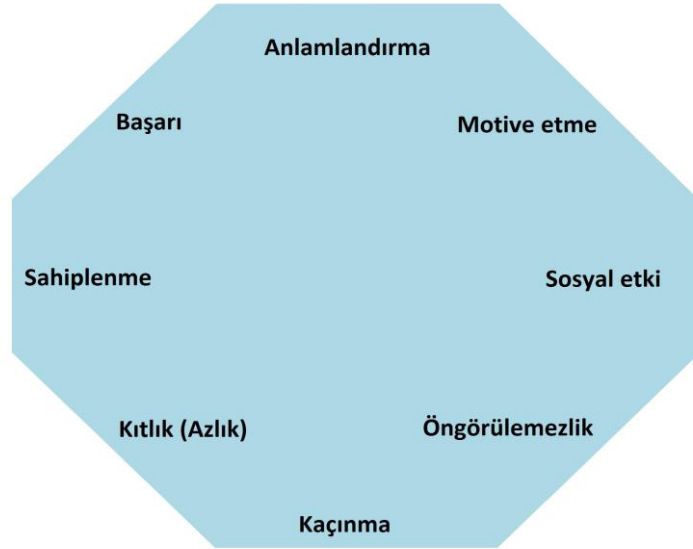 Anlamlandırma
Başarı
Motive etme
Sahiplenme
Sosyal etki
Kıtlık (Azlık)
Öngörülemezlik
Kaçınma